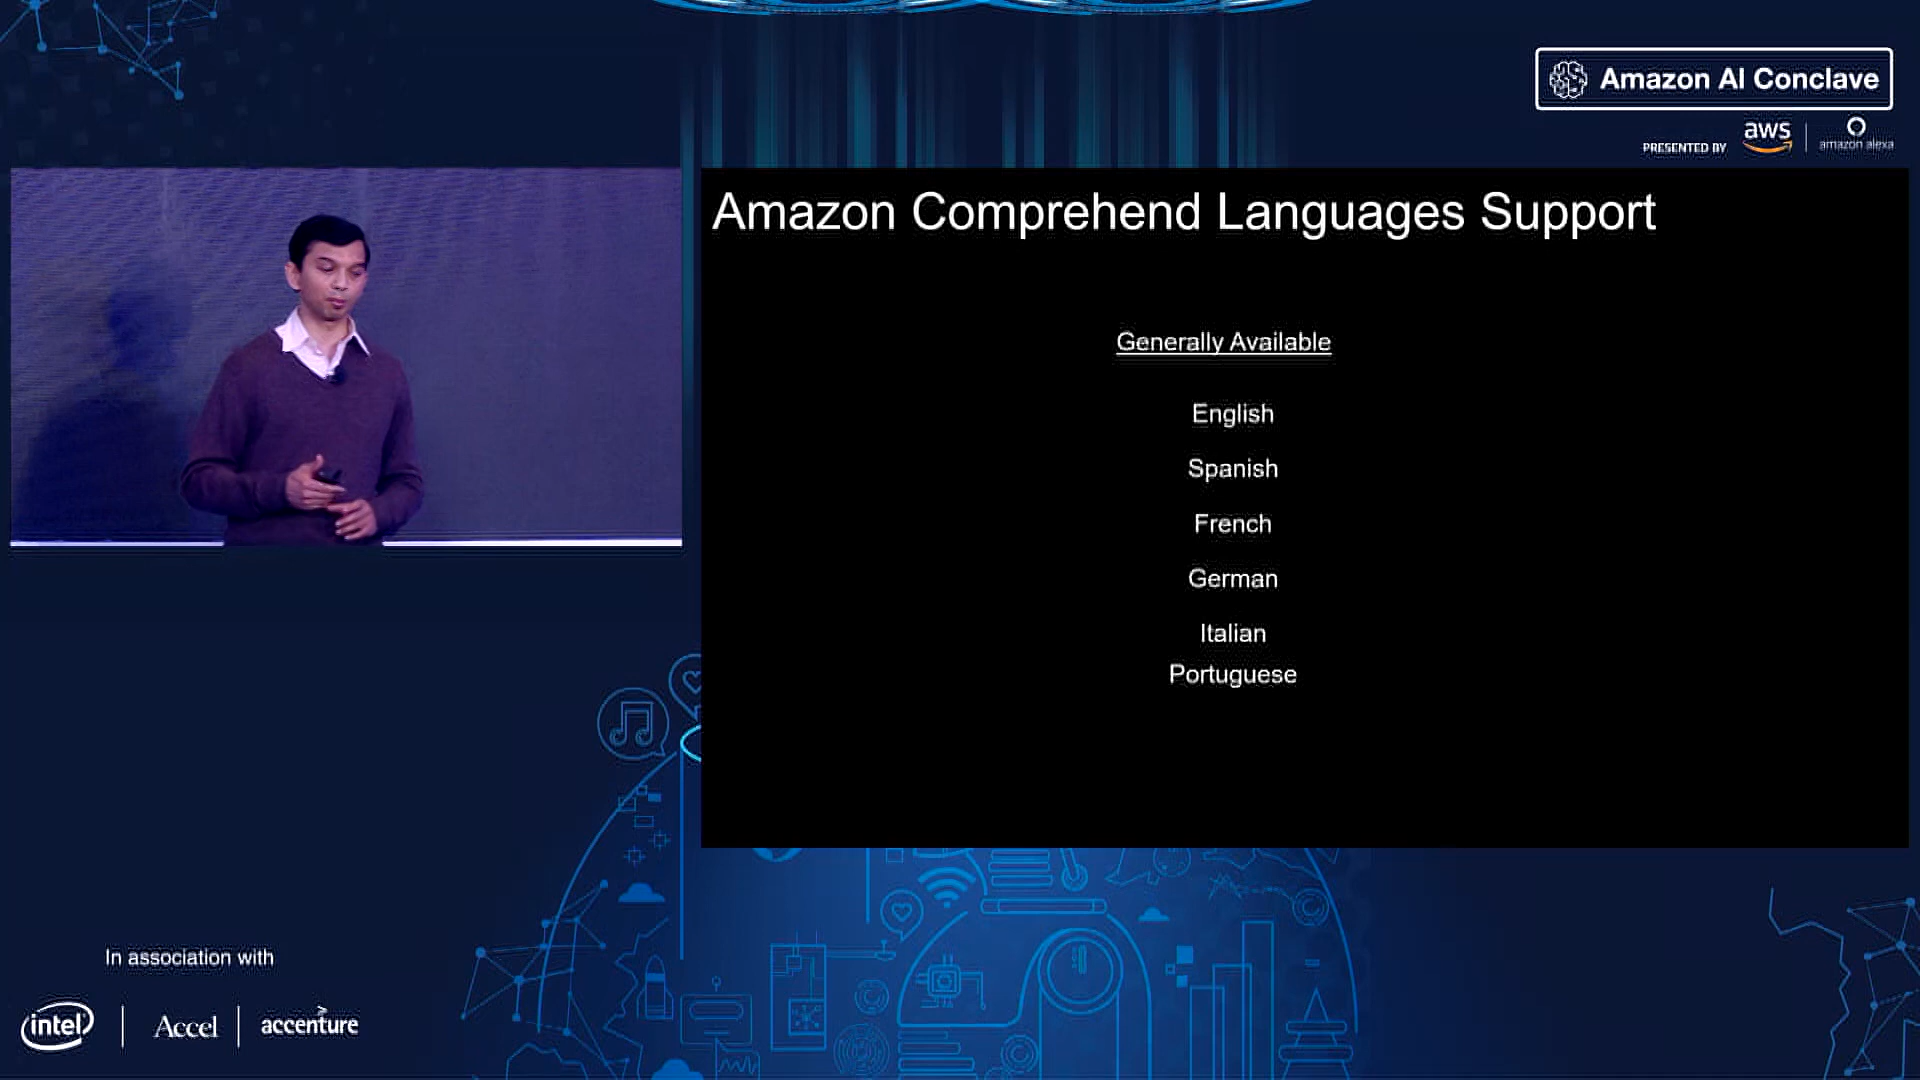 Amazon AI Conclave
PRESENTED BY
aws
amazon alexa
Amazon Comprehend Languages Support
Generally Available
English
Spanish
French
German
Italian
Portuguese
In association with
intel
Accel
accenture